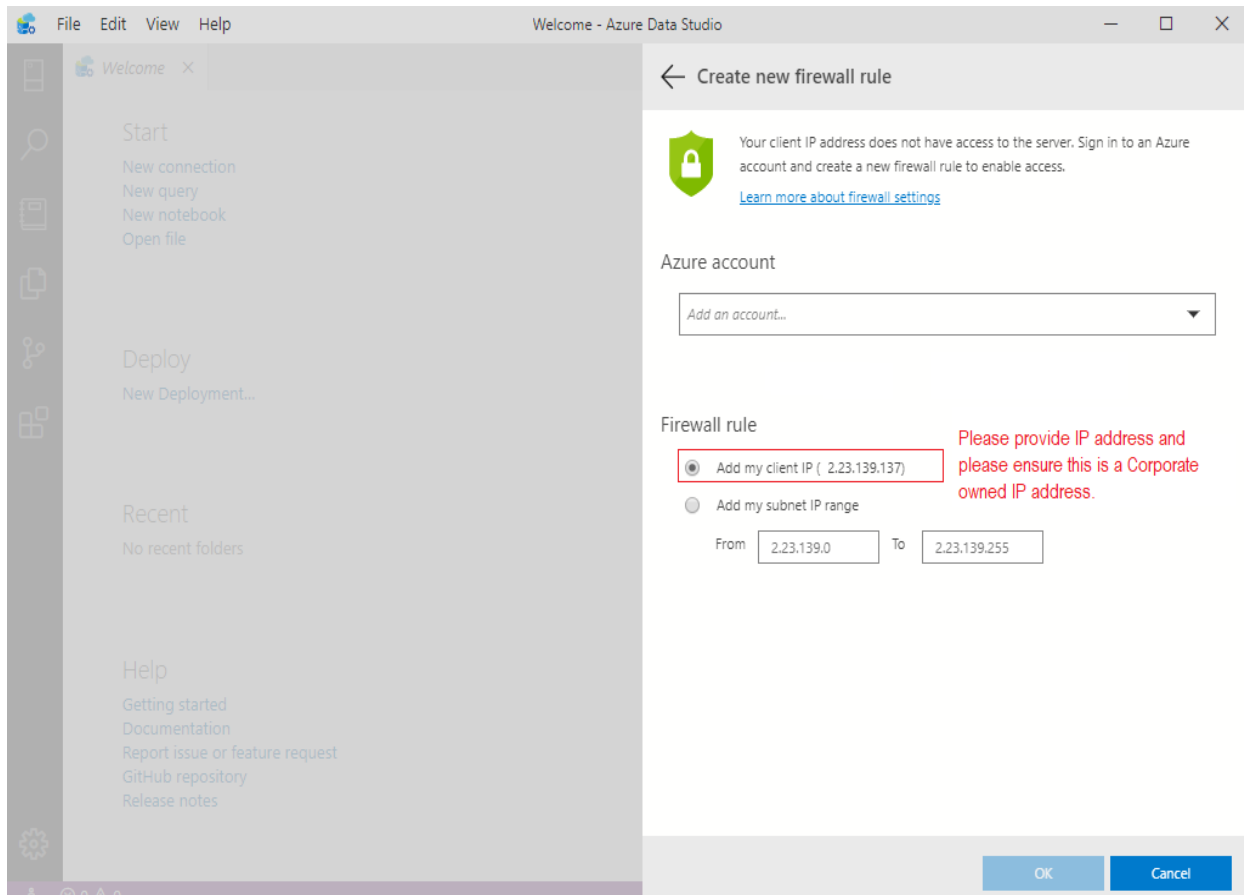 File Edit View Help
Welcome - Azure Data Studio
Welcome
Start
New connection
New query
New notebook
Open file
Deploy
New Deployment...
Recent
No recent folders
Help
Getting started
Documentation
Report issue or feature request
GitHub repository
Release notes
Create new firewall rule
Your client IP address does not have access to the server. Sign in to an Azure
account and create a new firewall rule to enable access.
Learn more about firewall settings
Azure account
Add an account...
Firewall rule
Add my client IP ( 2.23.139.137)
Please provide IP address and
please ensure this is a Corporate
owned IP address.
Add my subnet IP range
From 2.23.139.0 To 2.23.139.255
OK Cancel